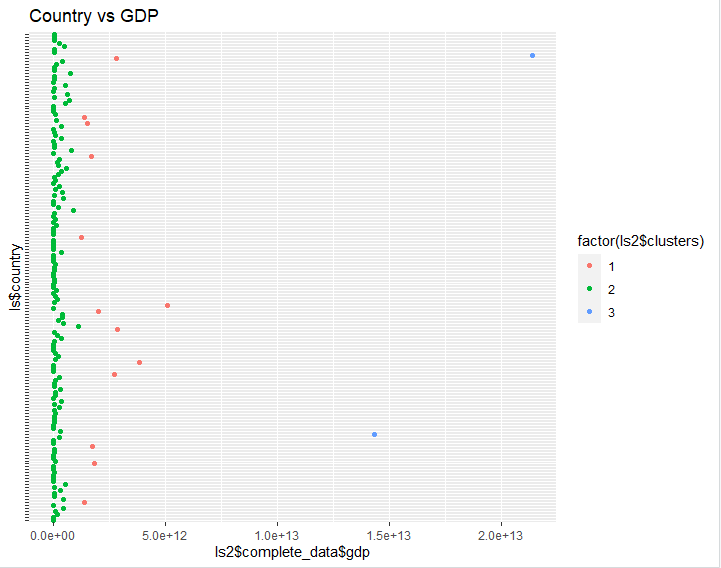 Country vs GDP
ls$country
factor(ls2$clusters)
1
2
3
0.0e+00
5.0e+12
1.0e+13
1.5e+13
2.0e+13
ls2$complete_data$gdp